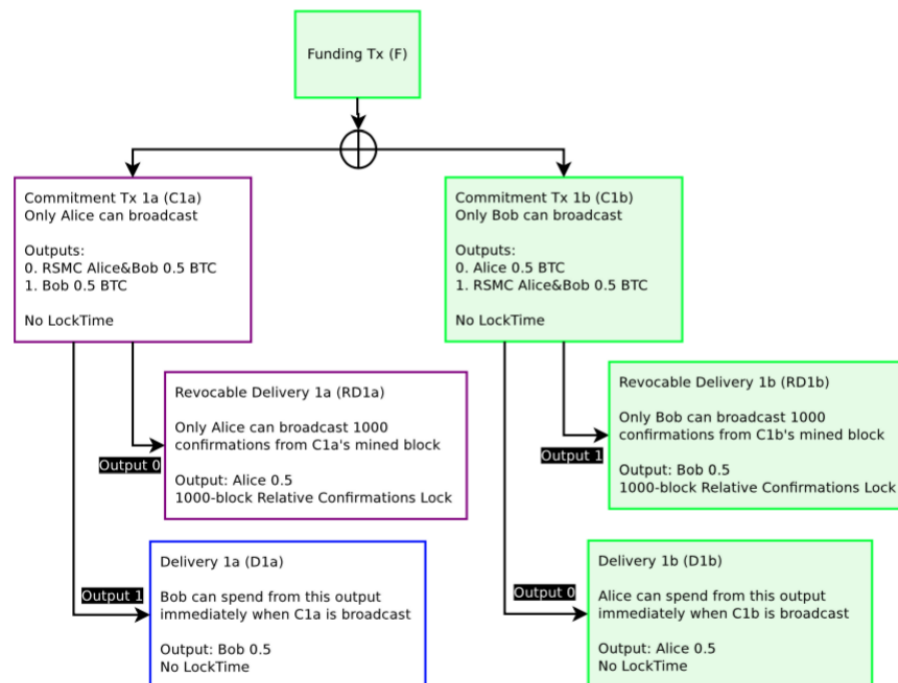 Funding Tx (F)
Commitment Tx 1a (C1a)
Only Alice can broadcast
Outputs:
0. RSMC Alice&Bob 0.5 BTC
1. Bob 0.5 BTC
No LockTime
Commitment Tx 1b (C1b)
Only Bob can broadcast
Outputs:
0. Alice 0.5 BTC
1. RSMC Alice&Bob 0.5 BTC
No LockTime
Revocable Delivery 1a (RD1a)
Only Alice can broadcast 1000
confirmations from C1a's mined block
Output: Alice 0.5
1000-block Relative Confirmations Lock
Output 0
Revocable Delivery 1b (RD1b)
Only Bob can broadcast 1000
confirmations from C1b's mined block
Output: Bob 0.5
1000-block Relative Confirmations Lock
Output 1
Delivery 1a (D1a)
Bob can spend from this output
immediately when C1a is broadcast
Output: Bob 0.5
No LockTime
Output 1
Delivery 1b (D1b)
Alice can spend from this output
immediately when C1b is broadcast
Output: Alice 0.5
No LockTime
Output 0